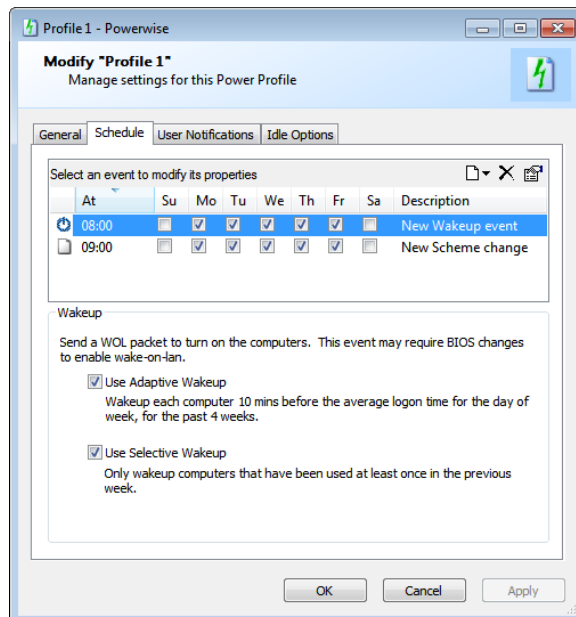 Profile 1 - Powerwise
Modify "Profile 1"
Manage settings for this Power Profile
General Schedule User Notifications Idle Options
Select an event to modify its properties
At Su Mo Tu We Th Fr Sa Description
08:00 New Wakeup event
09:00 New Scheme change
Wakeup
Send a WOL packet to turn on the computers. This event may require BIOS changes
to enable wake-on-lan.
Use Adaptive Wakeup
Wakeup each computer 10 mins before the average logon time for the day of
week, for the past 4 weeks.
Use Selective Wakeup
Only wakeup computers that have been used at least once in the previous
week.
OK Cancel Apply